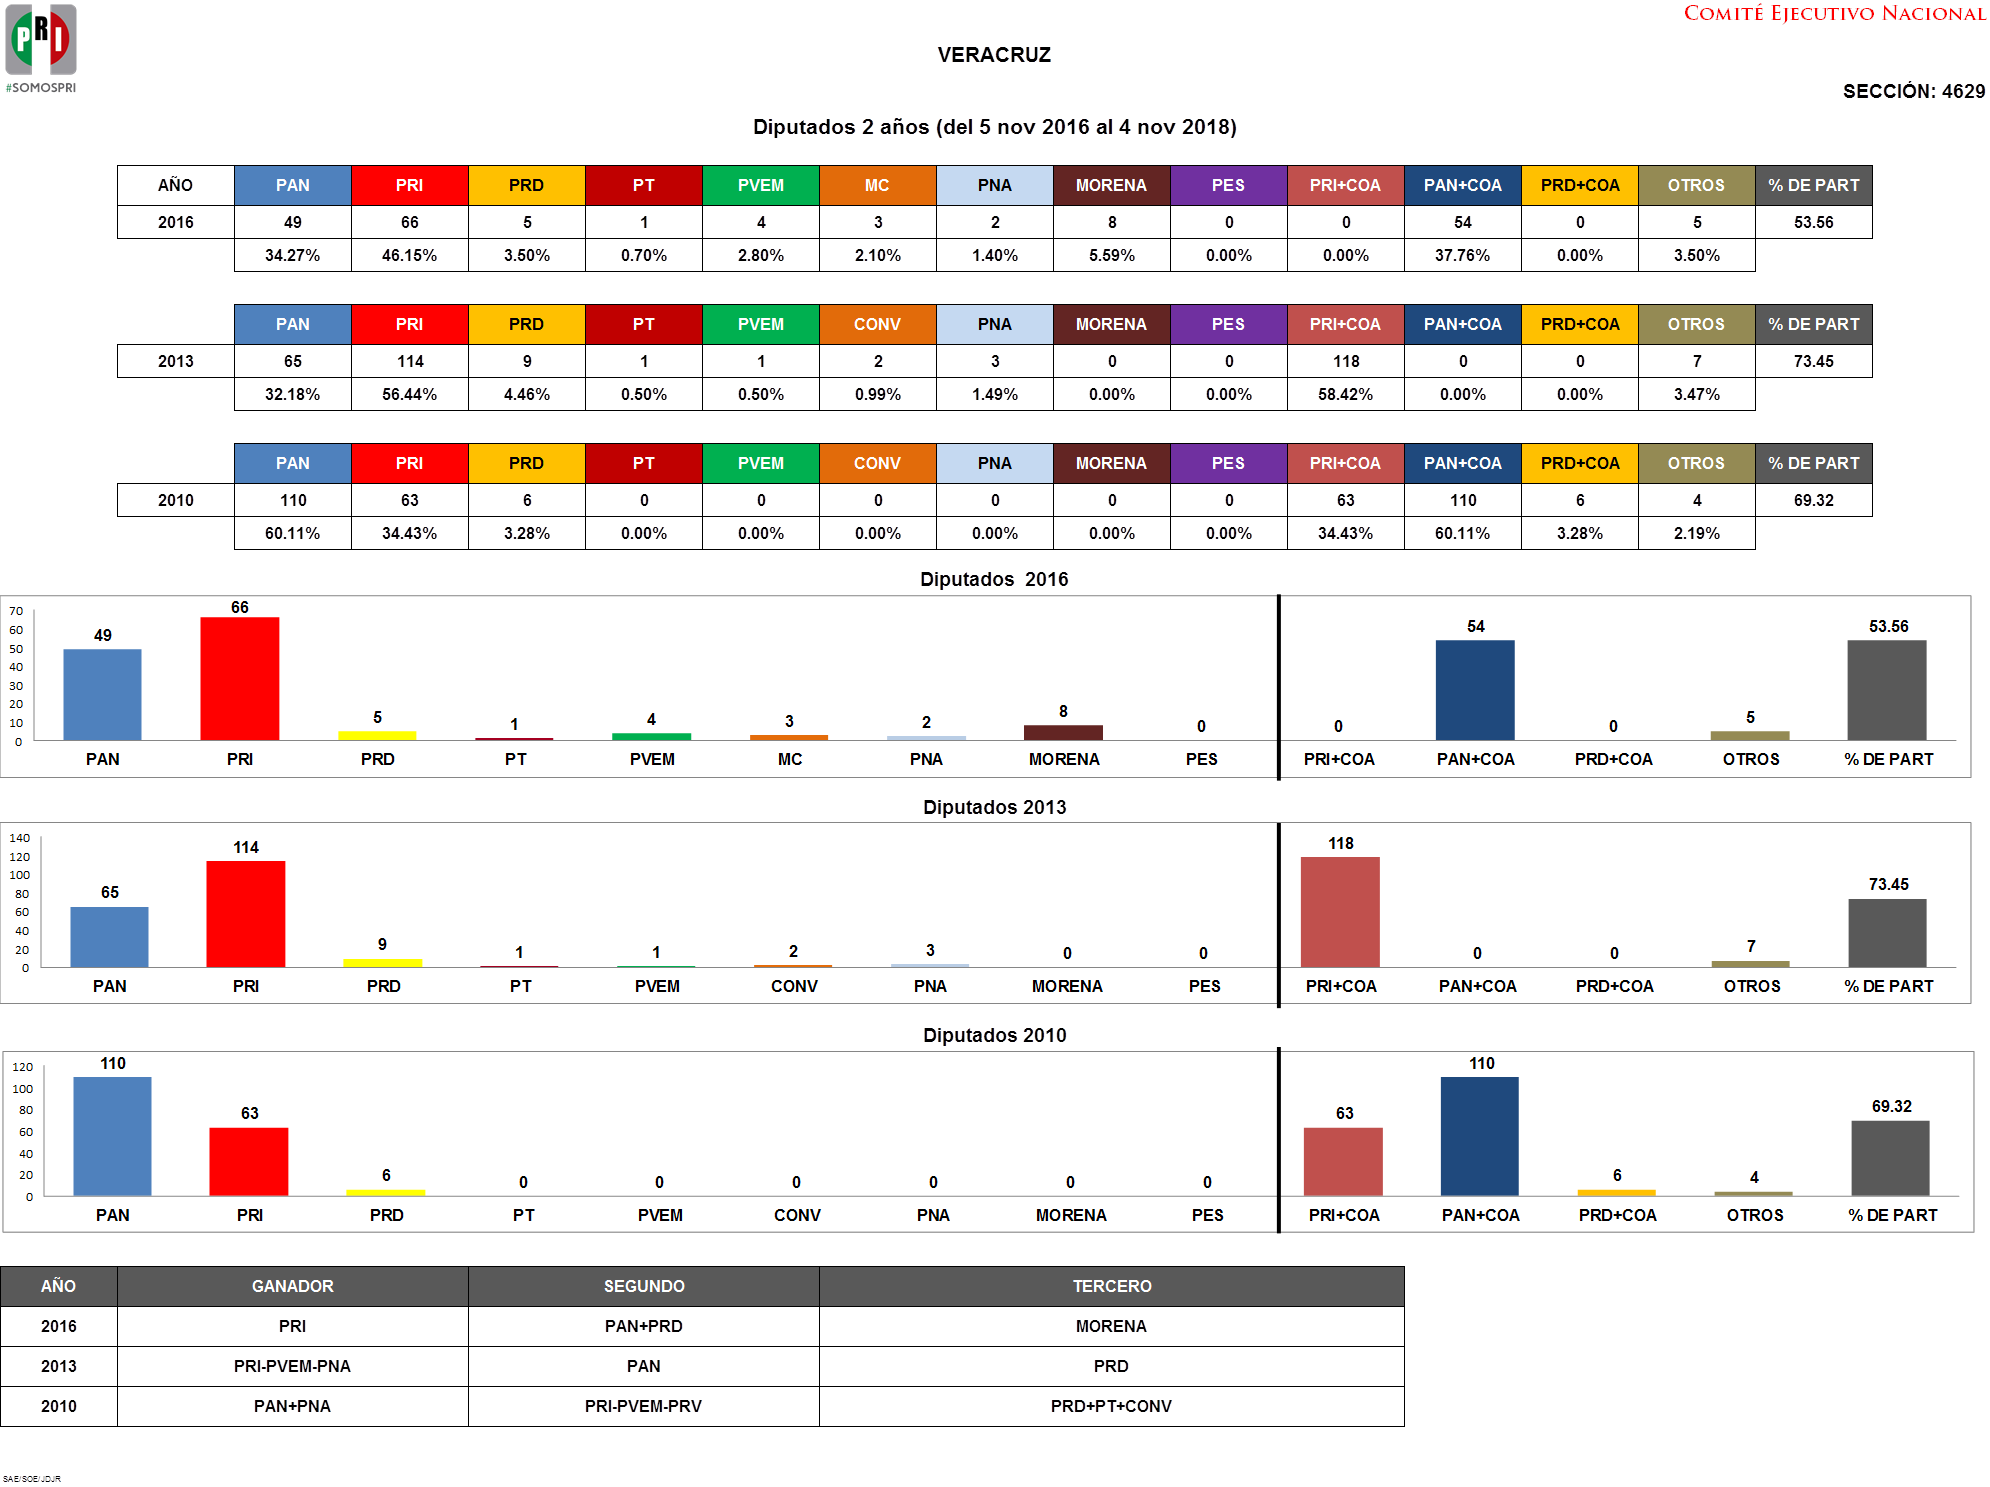 COMITÉ EJECUTIVO NACIONAL
PRI
#SOMOSPRI
VERACRUZ
SECCIÓN: 4629
Diputados 2 años (del 5 nov 2016 al 4 nov 2018)
AÑO PAN PRI PRD PT PVEM MC PNA MORENA PES PRI+COA PAN+COA PRD+COA OTROS % DE PART
2016 49 66 5 1 4 3 2 8 0 0 54 0 5 53.56
34.27% 46.15% 3.50% 0.70% 2.80% 2.10% 1.40% 5.59% 0.00% 0.00% 37.76% 0.00% 3.50%
PAN PRI PRD PT PVEM CONV PNA MORENA PES PRI+COA PAN+COA PRD+COA OTROS % DE PART
2013 65 114 9 1 1 2 3 0 0 118 0 0 7 73.45
32.18% 56.44% 4.46% 0.50% 0.50% 0.99% 1.49% 0.00% 0.00% 58.42% 0.00% 0.00% 3.47%
PAN PRI PRD PT PVEM CONV PNA MORENA PES PRI+COA PAN+COA PRD+COA OTROS % DE PART
2010 110 63 6 0 0 0 0 0 0 63 110 6 4 69.32
60.11% 34.43% 3.28% 0.00% 0.00% 0.00% 0.00% 0.00% 0.00% 34.43% 60.11% 3.28% 2.19%
Diputados 2016
70
60
50
40
30
20
10
0
49 66 5 1 4 3 2 8 0 0 54 0 5 53.56
PAN PRI PRD PT PVEM MC PNA MORENA PES PRI+COA PAN+COA PRD+COA OTROS % DE PART
Diputados 2013
140
120
100
80
60
40
20
0
65 114 9 1 1 2 3 0 0 118 0 0 7 73.45
PAN PRI PRD PT PVEM CONV PNA MORENA PES PRI+COA PAN+COA PRD+COA OTROS % DE PART
Diputados 2010
120
100
80
60
40
20
0
110 63 6 0 0 0 0 0 0 63 110 6 4 69.32
PAN PRI PRD PT PVEM CONV PNA MORENA PES PRI+COA PAN+COA PRD+COA OTROS % DE PART
AÑO GANADOR SEGUNDO TERCERO
2016 PRI PAN+PRD MORENA
2013 PRI-PVEM-PNA PAN PRD
2010 PAN+PNA PRI-PVEM-PRV PRD+PT+CONV
SAE/SOE/JDJR